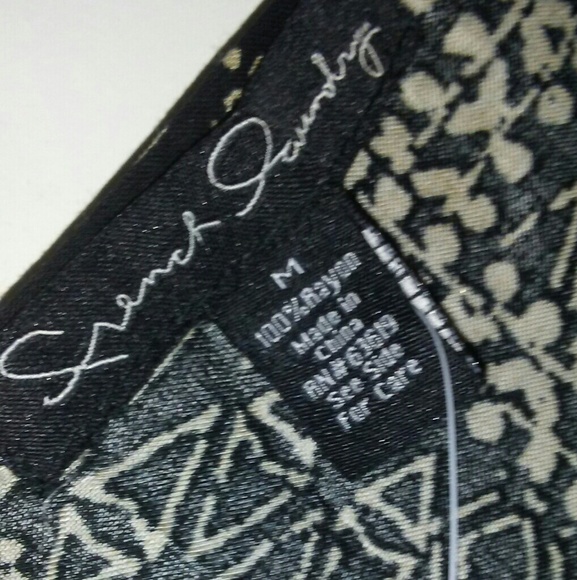 French Laundry
M
100% Rayon
Made in
China
See Side
For Care